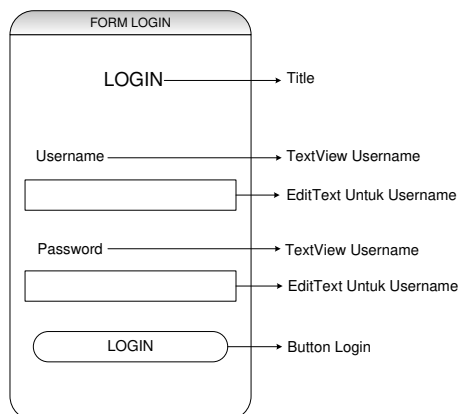 FORM LOGIN
LOGIN
Title
Username
TextView Username
EditText Untuk Username
Password
TextView Username
EditText Untuk Username
LOGIN
Button Login